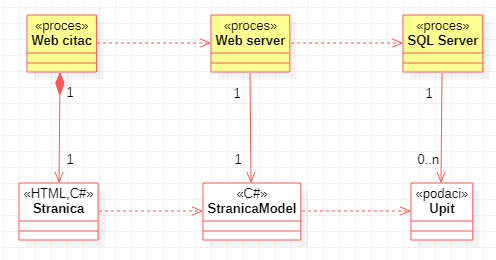 «proces»
Web citac
«proces»
Web server
«proces»
SQL Server
1
1
1
1
1
0..n
«HTML,C#»
Stranica
«C#»
StranicaModel
«podaci»
Upit